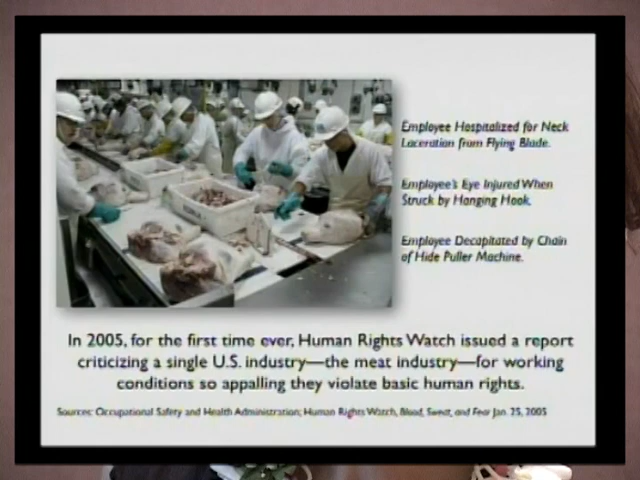 Employee Hospitalized for Neck
Laceration from Flying Blade.
Employee's Eye Injured When
Struck by Hanging Hook.
Employee Decapitated by Chain
of Hide Puller Machine.
In 2005, for the first time ever, Human Rights Watch issued a report
criticizing a single U.S. industry—the meat industry—for working
conditions so appalling they violate basic human rights.
Sources: Occupational Safety and Health Administration; Human Rights Watch, Blood, Sweat, and Fear Jan. 25, 2005